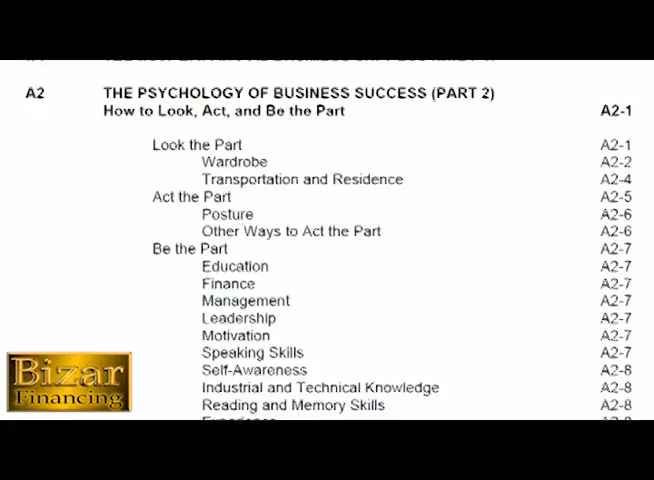 A2 THE PSYCHOLOGY OF BUSINESS SUCCESS (PART 2)
How to Look, Act, and Be the Part A2-1
Look the Part A2-1
Wardrobe A2-2
Transportation and Residence A2-4
Act the Part A2-5
Posture A2-6
Other Ways to Act the Part A2-6
Be the Part A2-7
Education A2-7
Finance A2-7
Management A2-7
Leadership A2-7
Motivation A2-7
Speaking Skills A2-7
Self-Awareness A2-8
Industrial and Technical Knowledge A2-8
Reading and Memory Skills A2-8
Bizar
Financing